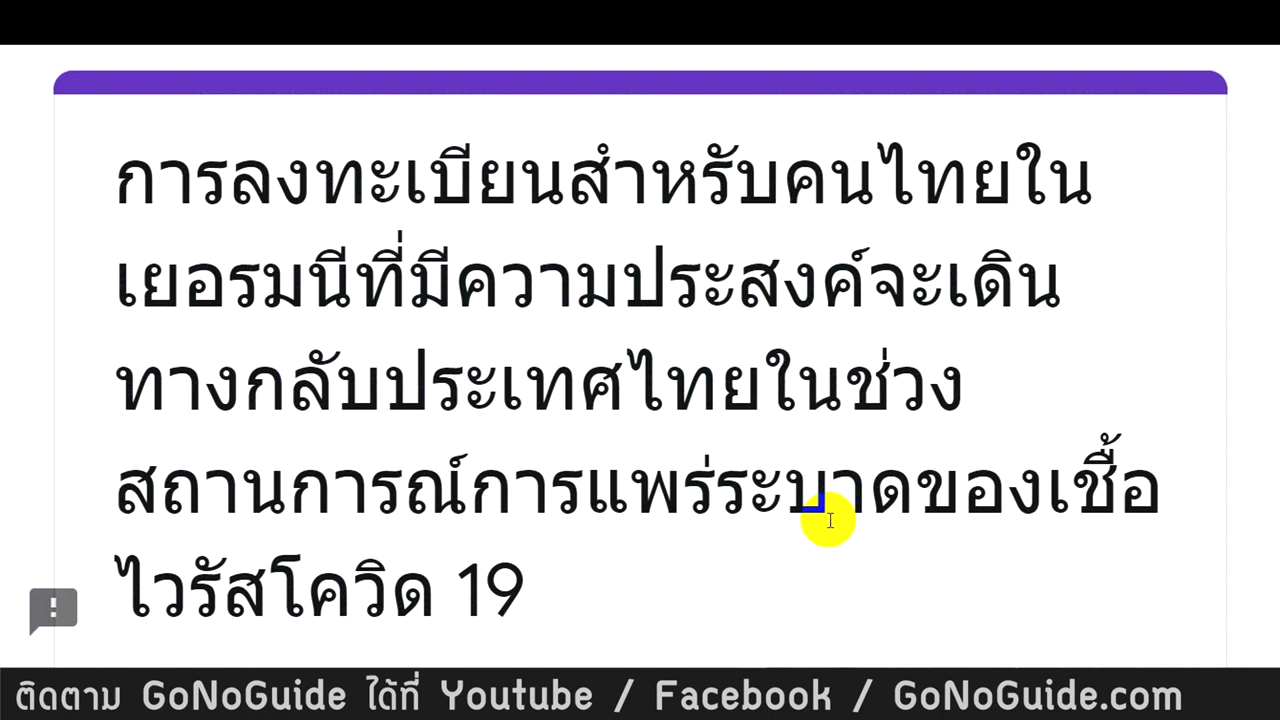 การลงทะเบียนสำหรับคนไทยใน
เยอรมนีที่มีความประสงค์จะเดิน
ทางกลับประเทศไทยในช่วง
สถานการณ์การแพร่ระบาดของเชื้อ
ไวรัสโควิด 19
ติดตาม GoNoGuide ได้ที่ Youtube / Facebook / GoNoGuide.com